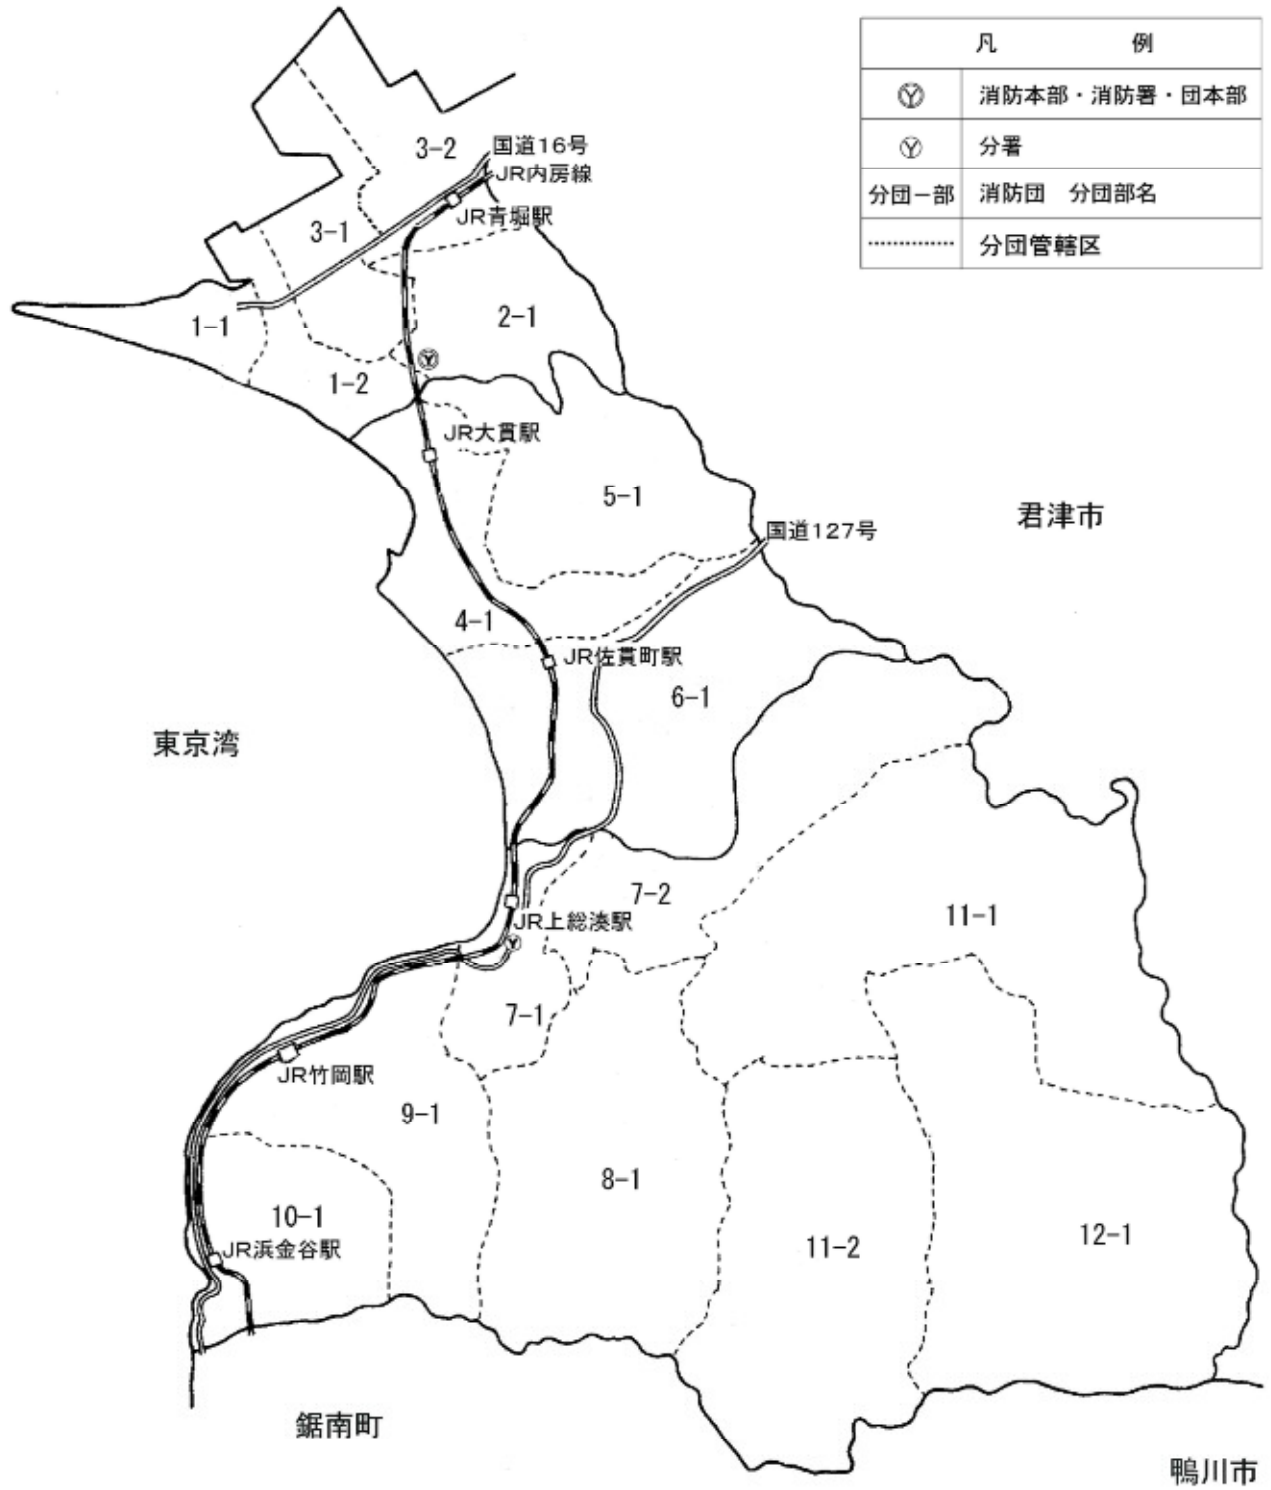 凡 例
消防本部・消防署・団本部
分署
分団－部 消防団 分団部名
分団管轄区
3-2
国道16号
JR内房線
JR青堀駅
3-1
1-1
2-1
1-2
JR大貫駅
5-1
君津市
国道127号
4-1
JR佐貫町駅
6-1
東京湾
7-2
11-1
JR上総湊駅
7-1
JR竹岡駅
9-1
8-1
10-1
JR浜金谷駅
11-2
12-1
鋸南町
鴨川市